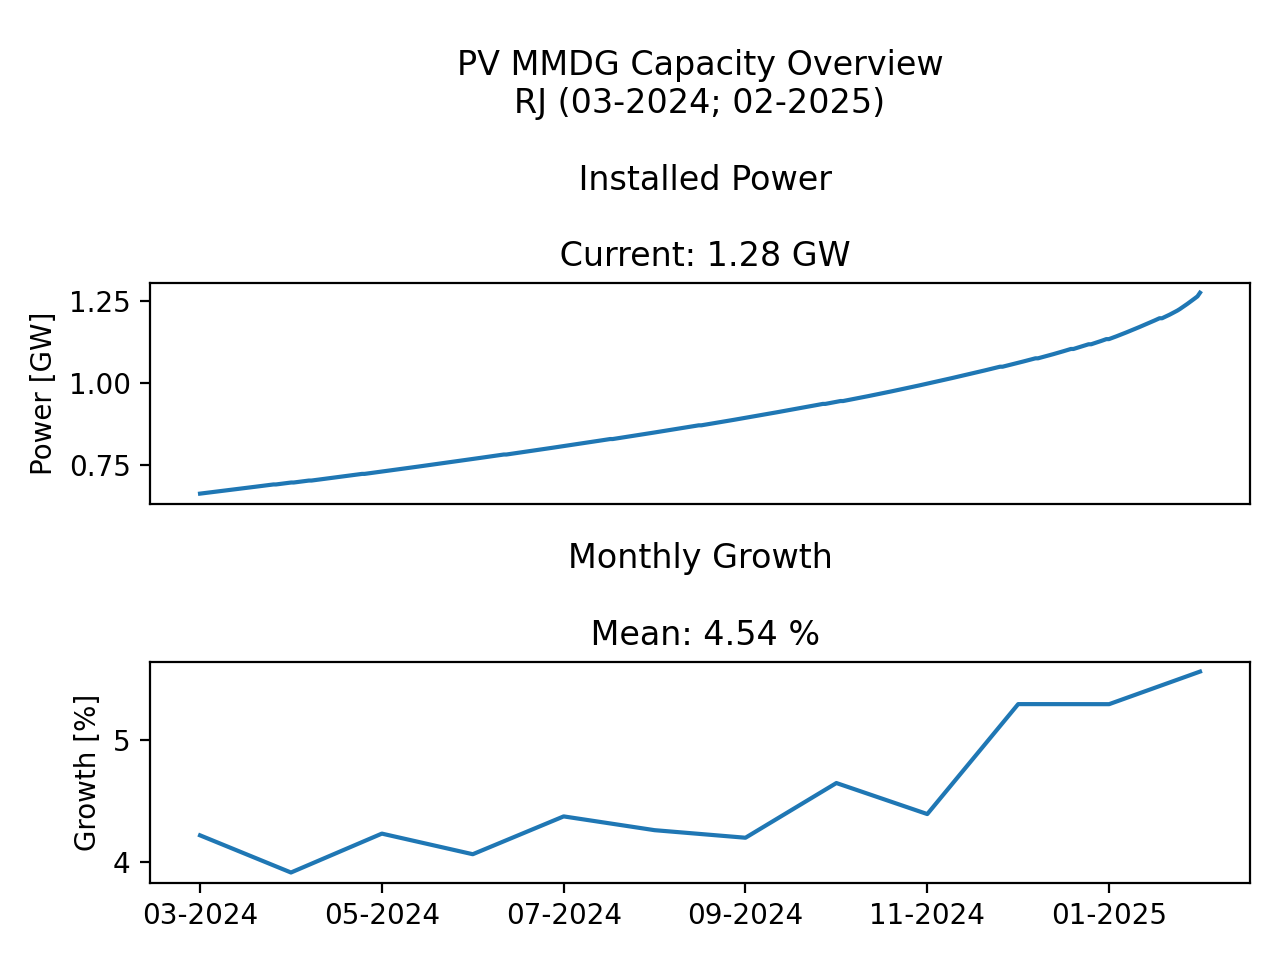 PV MMDG Capacity Overview
RJ (03-2024; 02-2025)
Installed Power
Current: 1.28 GW
Power [GW]
1.25
1.00
0.75
Monthly Growth
Mean: 4.54 %
Growth [%]
5
4
03-2024
05-2024
07-2024
09-2024
11-2024
01-2025